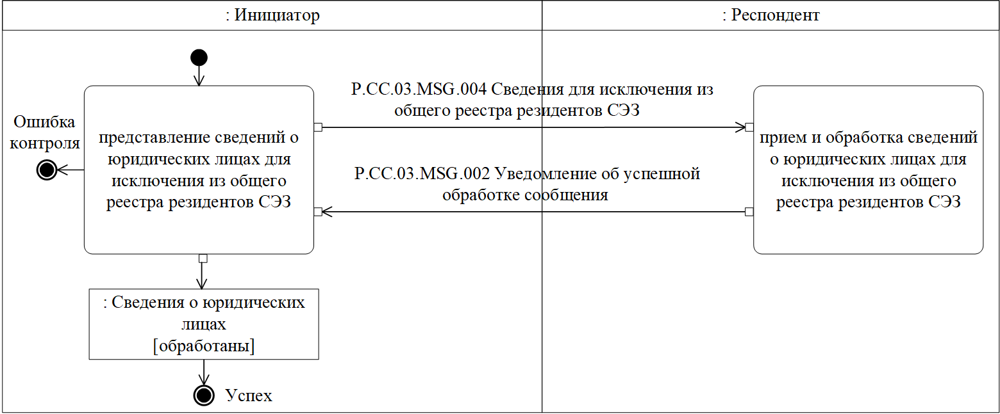 : Инициатор
: Респондент
P.CC.03.MSG.004 Сведения для исключения из
общего реестра резидентов СЭЗ
Ошибка
контроля
представление сведений о
юридических лицах для
исключения из общего
реестра резидентов СЭЗ
прием и обработка сведений
о юридических лицах для
исключения из общего
реестра резидентов СЭЗ
P.CC.03.MSG.002 Уведомление об успешной
обработке сообщения
: Сведения о юридических
лицах
[обработаны]
Успех